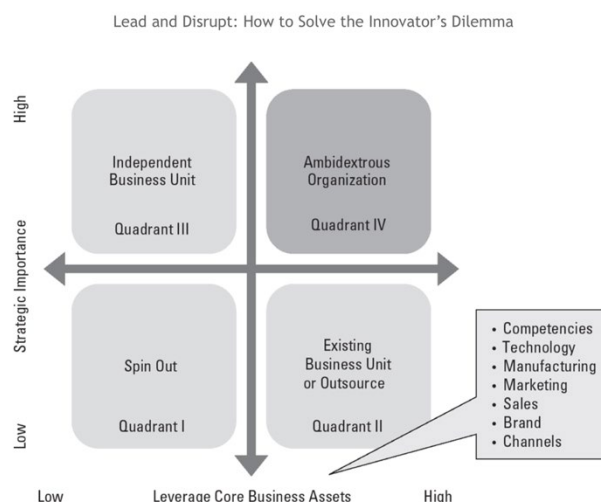 Lead and Disrupt: How to Solve the Innovator's Dilemma
High
Independent
Business Unit
Quadrant III
Ambidextrous
Organization
Quadrant IV
Strategic Importance
Spin Out
Quadrant I
Existing
Business Unit
or Outsource
Quadrant II
• Competencies
• Technology
• Manufacturing
• Marketing
• Sales
• Brand
• Channels
Low
Low
Leverage Core Business Assets
High